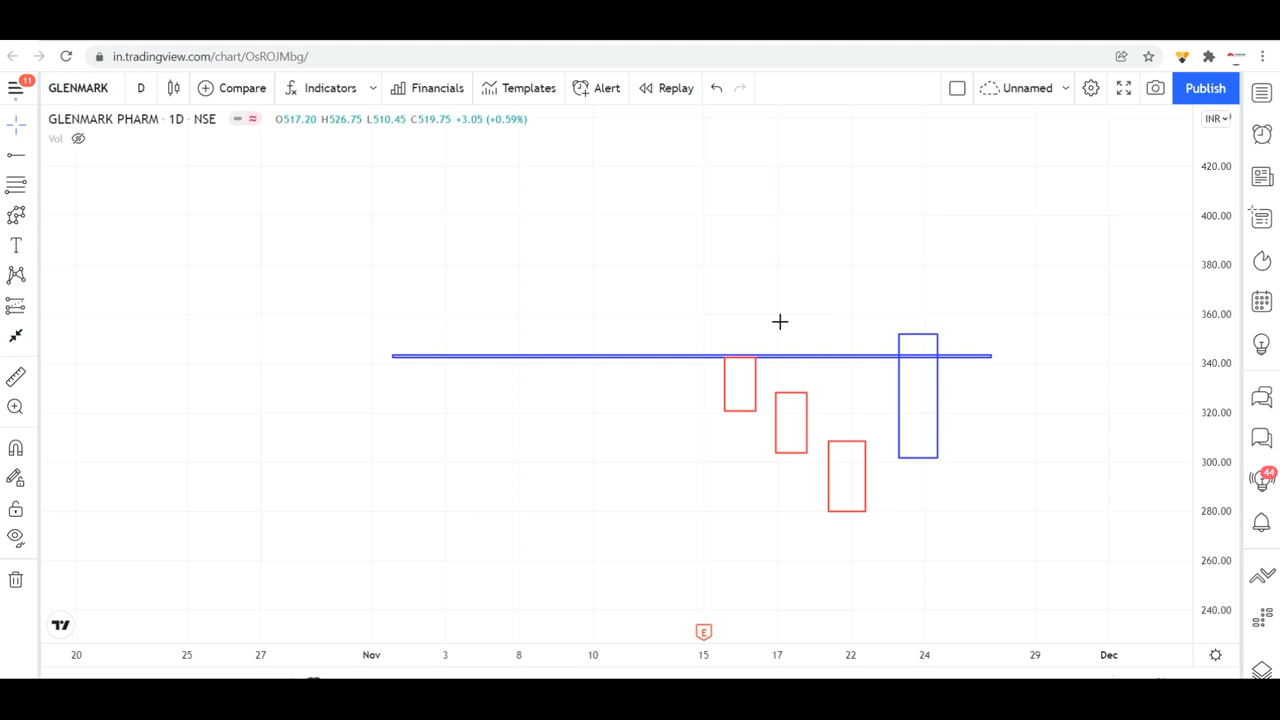 in.tradingview.com/chart/OsROJMbg/
11
GLENMARK D Compare Indicators Financials Templates Alert Replay Unnamed Publish
GLENMARK PHARM · 1D · NSE O517.20 H526.75 L510.45 C519.75 +3.05 (+0.59%) INR
Vol
420.00
400.00
380.00
360.00
340.00
320.00
300.00
44
280.00
260.00
240.00
E
20 25 27 Nov 3 8 10 15 17 22 24 29 Dec